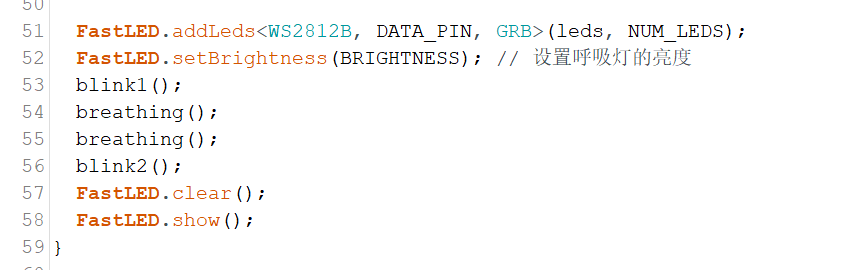 51 FastLED.addLeds<WS2812B, DATA_PIN, GRB>(leds, NUM_LEDS);
52 FastLED.setBrightness(BRIGHTNESS); // 设置呼吸灯的亮度
53 blink1();
54 breathing();
55 breathing();
56 blink2();
57 FastLED.clear();
58 FastLED.show();
59 }